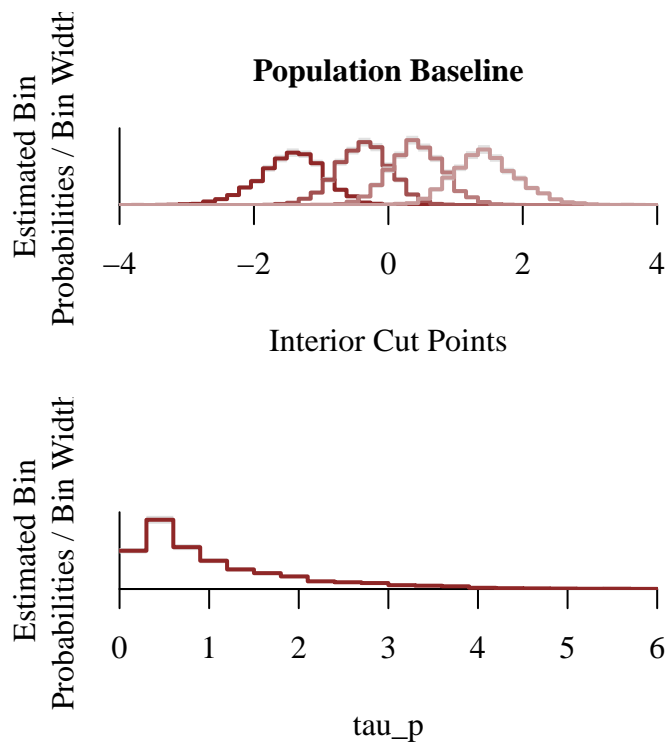 Population Baseline
Estimated Bin
Probabilities / Bin Width
−4 −2 0 2 4
Interior Cut Points
Estimated Bin
Probabilities / Bin Width
0 1 2 3 4 5 6
tau_p